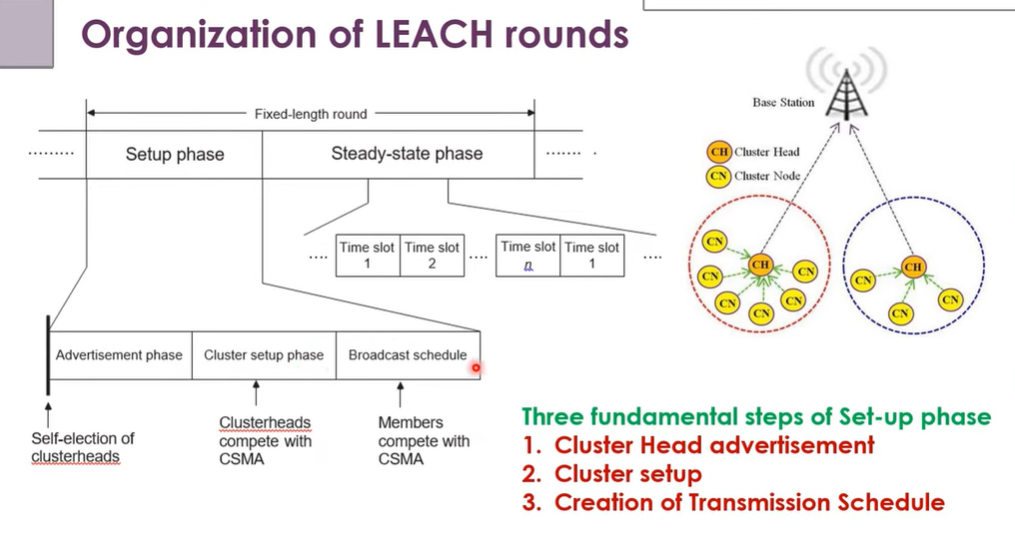 Organization of LEACH rounds
Fixed-length round
......... Setup phase Steady-state phase ....... .
.... Time slot 1 Time slot 2 .... Time slot n Time slot 1 ....
Advertisement phase Cluster setup phase Broadcast schedule
Self-election of
clusterheads
Clusterheads
compete with
CSMA
Members
compete with
CSMA
Base Station
CH Cluster Head
CN Cluster Node
CN
CH
CN
CN
CN
CN
CN
CH
CN
CN
CN
Three fundamental steps of Set-up phase
1. Cluster Head advertisement
2. Cluster setup
3. Creation of Transmission Schedule